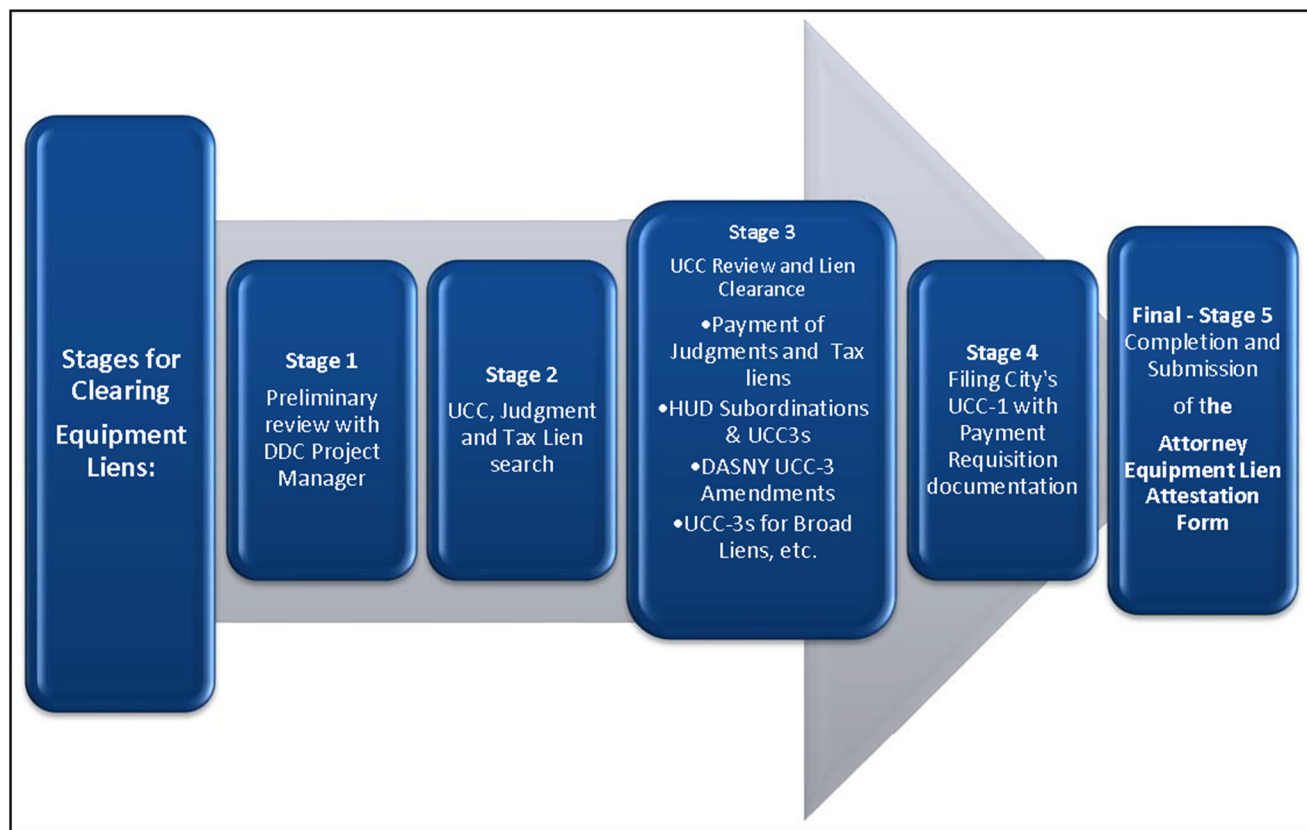 Stages for
Clearing
Equipment
Liens:
Stage 1
Preliminary
review with
DDC Project
Manager
Stage 2
UCC, Judgment
and Tax Lien
search
Stage 3
UCC Review and Lien
Clearance
•Payment of
Judgments and Tax
liens
•HUD Subordinations
& UCC3s
•DASNY UCC-3
Amendments
•UCC-3s for Broad
Liens, etc.
Stage 4
Filing City's
UCC-1 with
Payment
Requisition
documentation
Final - Stage 5
Completion and
Submission
of the
Attorney
Equipment Lien
Attestation
Form